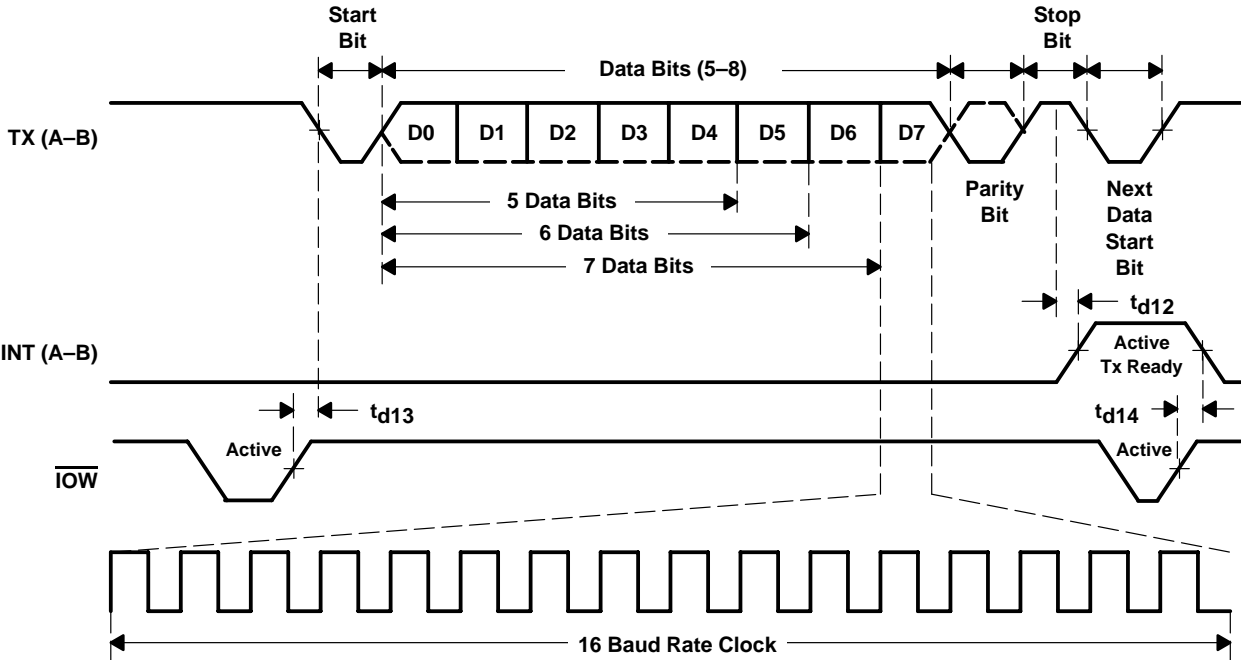 Start
Bit
Data Bits (5–8)
Stop
Bit
TX (A–B)
D0 D1 D2 D3 D4 D5 D6 D7
5 Data Bits
6 Data Bits
7 Data Bits
Parity
Bit
Next
Data
Start
Bit
td12
INT (A–B)
Active
Tx Ready
td13
td14
IOW
Active
Active
16 Baud Rate Clock